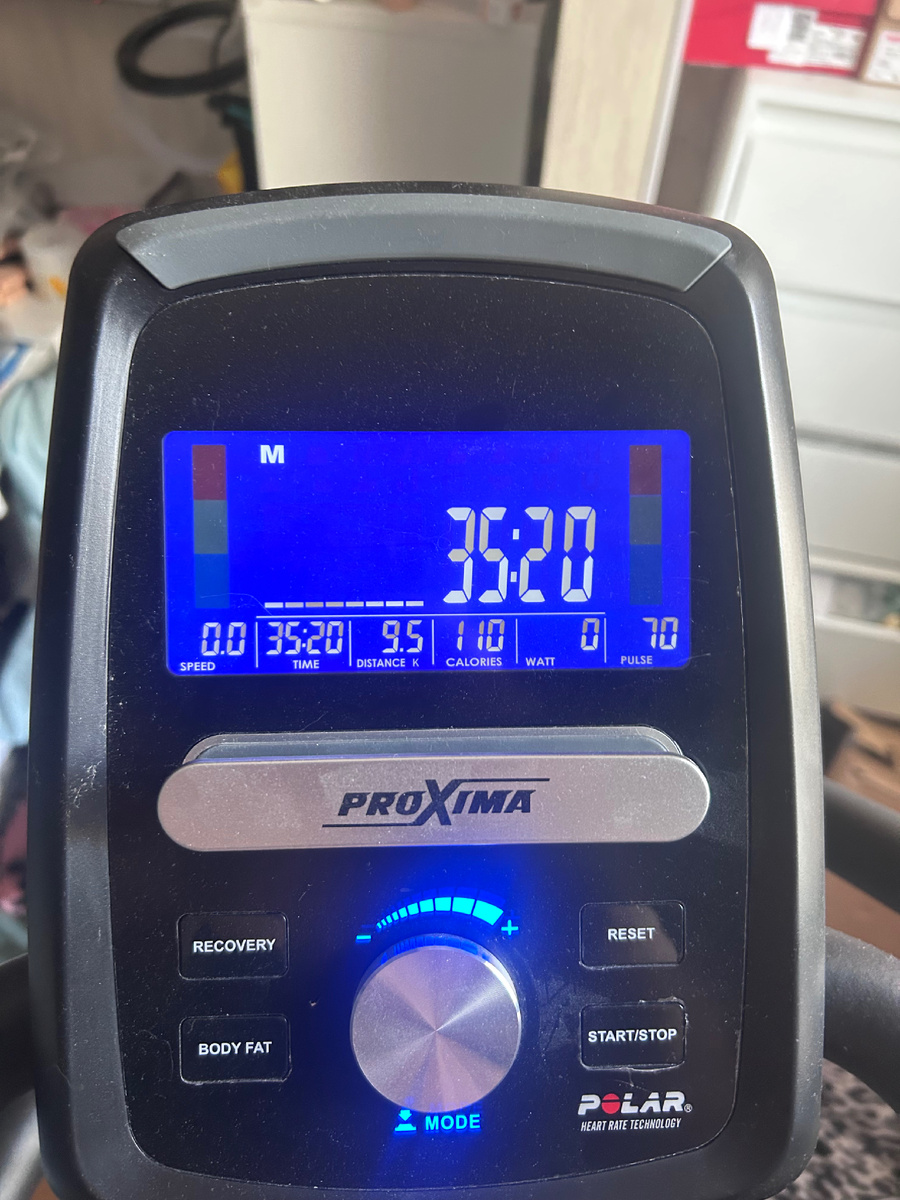 M
35:20
0.0 35:20 9.5 110 0 70
SPEED TIME DISTANCE K CALORIES WATT PULSE
PROXIMA
- +
RECOVERY
RESET
BODY FAT
START/STOP
MODE
POLAR®
HEART RATE TECHNOLOGY